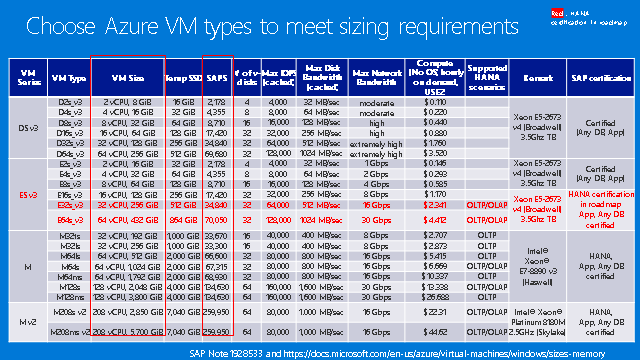 Choose Azure VM types to meet sizing requirements
Red : HANA
certification in roadmap
VM Series | VM Type | VM Size | Temp SSD | SAPS | # of v-disks | Max IOPS (cached) | Max Disk Bandwidth (cached) | Max Network Bandwidth | Compute (No OS, hourly on demand, USE2) | Supported HANA scenarios | Remark | SAP certification
DS v3 | D2s_v3 | 2 vCPU, 8 GiB | 16 GiB | 2,178 | 4 | 4,000 | 32 MB/sec | moderate | $ 0.110 | Xeon E5-2673 v4 (Broadwell) 3.5Ghz TB | Certified (Any DB, App)
D4s_v3 | 4 vCPU, 16 GiB | 32 GiB | 4,355 | 8 | 8,000 | 64 MB/sec | moderate | $ 0.220
D8s_v3 | 8 vCPU, 32 GiB | 64 GiB | 8,710 | 16 | 16,000 | 128 MB/sec | high | $ 0.440
D16s_v3 | 16 vCPU, 64 GiB | 128 GiB | 17,420 | 32 | 32,000 | 256 MB/sec | high | $ 0.880
D32s_v3 | 32 vCPU, 128 GiB | 256 GiB | 34,840 | 32 | 64,000 | 512 MB/sec | extremely high | $ 1.760
D64s_v3 | 64 vCPU, 256 GiB | 512 GiB | 69,680 | 32 | 128,000 | 1024 MB/sec | extremely high | $ 3.520
ES v3 | E2s_v3 | 2 vCPU, 16 GiB | 32 GiB | 2,178 | 4 | 4,000 | 32 MB/sec | 1 Gbps | $ 0.146 | Xeon E5-2673 v4 (Broadwell) 3.5Ghz TB | Certified (Any DB, App)
E4s_v3 | 4 vCPU, 32 GiB | 64 GiB | 4,355 | 8 | 8,000 | 64 MB/sec | 2 Gbps | $ 0.293
E8s_v3 | 8 vCPU, 64 GiB | 128 GiB | 8,710 | 16 | 16,000 | 128 MB/sec | 4 Gbps | $ 0.585
E16s_v3 | 16 vCPU, 128 GiB | 256 GiB | 17,420 | 32 | 32,000 | 256 MB/sec | 8 Gbps | $ 1.170 | Xeon E5-2673 v4 (Broadwell) 3.5Ghz TB | HANA certification in roadmap App, Any DB certified
E32s_v3 | 32 vCPU, 256 GiB | 512 GiB | 34,840 | 32 | 64,000 | 512 MB/sec | 16 Gbps | $ 2.341 | OLTP/OLAP
E64s_v3 | 64 vCPU, 432 GiB | 864 GiB | 70,050 | 32 | 128,000 | 1024 MB/sec | 30 Gbps | $ 4.412 | OLTP/OLAP
M | M32ts | 32 vCPU, 192 GiB | 1,000 GiB | 33,670 | 16 | 40,000 | 400 MB/sec | 8 Gbps | $ 2.707 | OLTP | Intel® Xeon® E7-8890 v3 (Haswell) | HANA, App, Any DB certified
M32ls | 32 vCPU, 256 GiB | 1,000 GiB | 33,300 | 16 | 40,000 | 400 MB/sec | 8 Gbps | $ 2.873 | OLTP
M64ls | 64 vCPU, 512 GiB | 2,000 GiB | 66,600 | 32 | 80,000 | 800 MB/sec | 16 Gbps | $ 5.415 | OLTP
M64s | 64 vCPU, 1,024 GiB | 2,000 GiB | 67,315 | 32 | 80,000 | 800 MB/sec | 16 Gbps | $ 6.669 | OLTP/OLAP
M64ms | 64 vCPU, 1,792 GiB | 2,000 GiB | 68,930 | 32 | 80,000 | 800 MB/sec | 16 Gbps | $ 10.337 | OLTP
M128s | 128 vCPU, 2,048 GiB | 4,000 GiB | 134,630 | 64 | 160,000 | 1,600 MB/sec | 30 Gbps | $ 13.338 | OLTP/OLAP
M128ms | 128 vCPU, 3,800 GiB | 4,000 GiB | 134,630 | 64 | 160,000 | 1,600 MB/sec | 30 Gbps | $ 26.688 | OLTP
M v2 | M208s v2 | 208 vCPU, 2,850 GiB | 7,040 GiB | 259,950 | 64 | 80,000 | 1,000 MB/sec | 16 Gbps | $ 22.31 | OLTP/OLAP | Intel® Xeon® Platinum 8180M 2.5GHz (Skylake) | HANA, App, Any DB certified
M208ms v2 | 208 vCPU, 5,700 GiB | 7,040 GiB | 259,950 | 64 | 80,000 | 1,000 MB/sec | 16 Gbps | $ 44.62 | OLTP/OLAP
SAP Note 1928533 and https://docs.microsoft.com/en-us/azure/virtual-machines/windows/sizes-memory